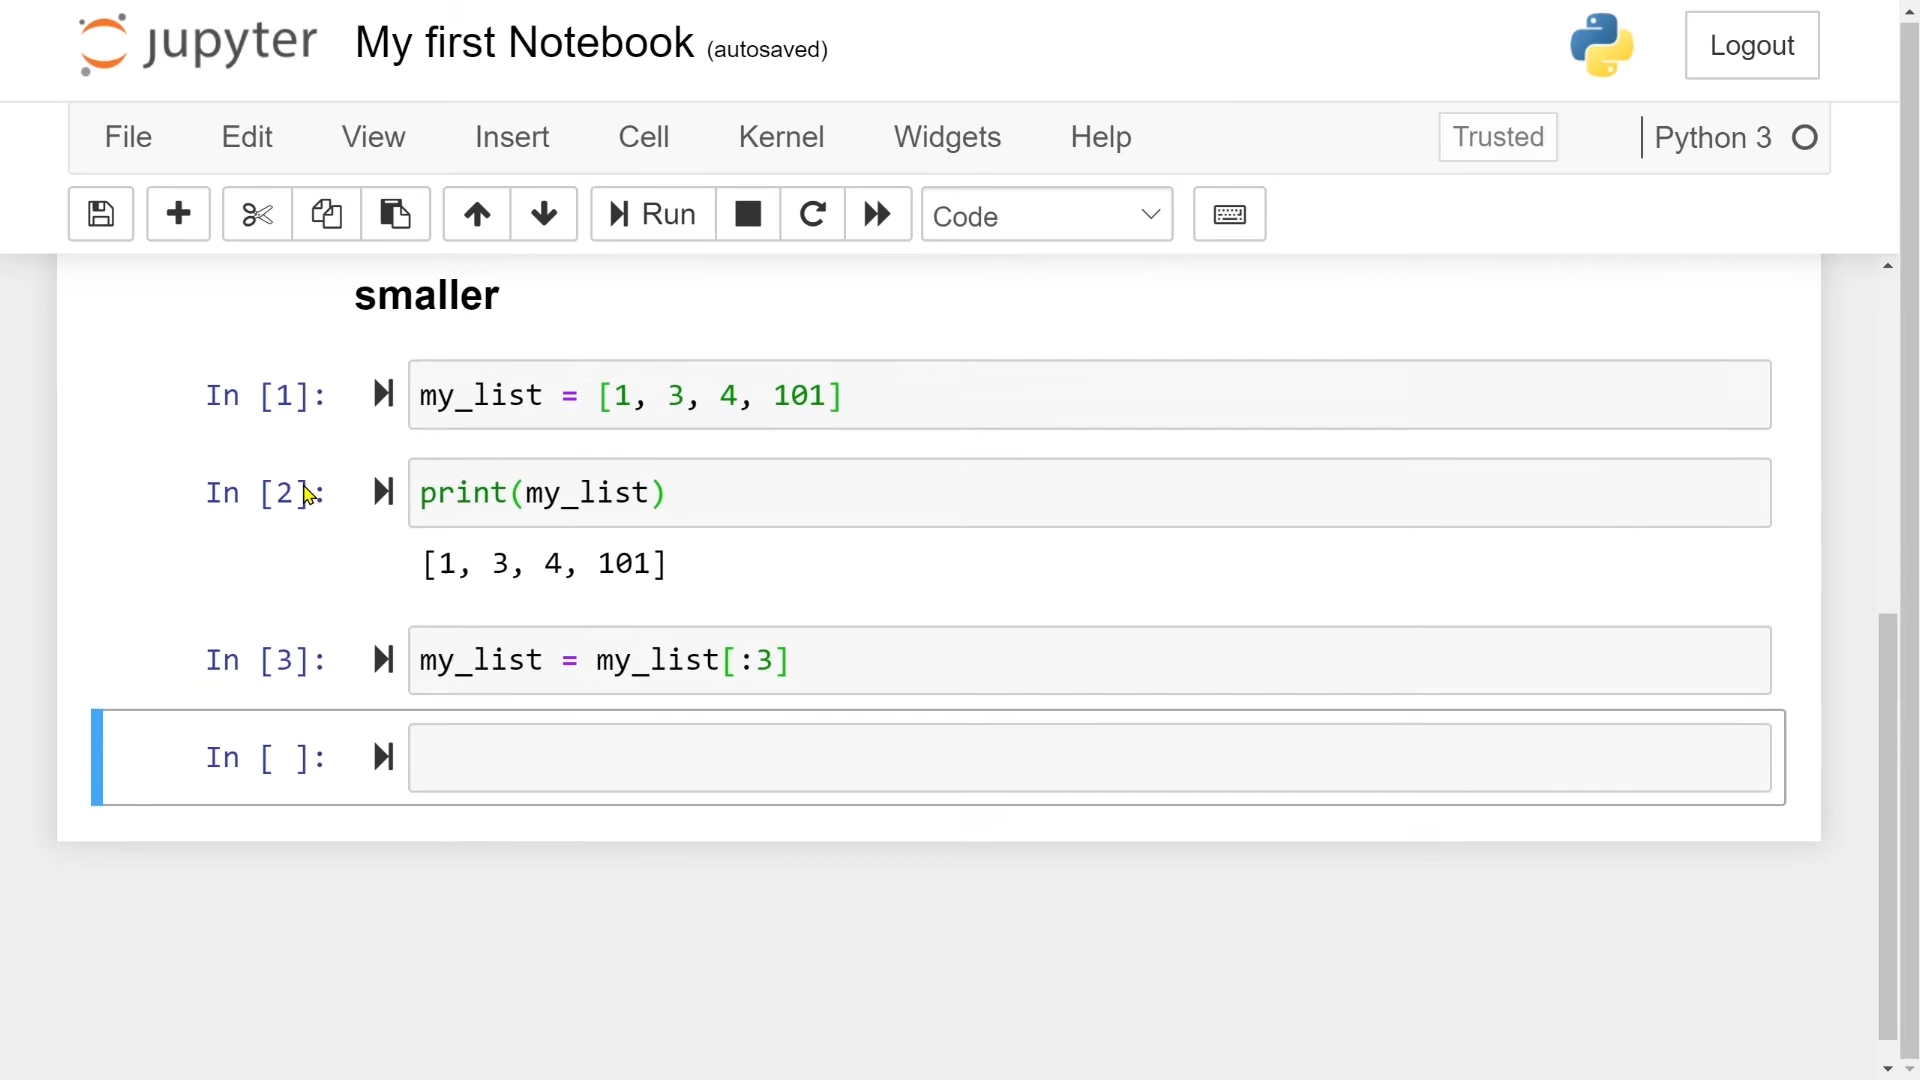 jupyter My first Notebook (autosaved) Logout
File Edit View Insert Cell Kernel Widgets Help Trusted Python 3
Run Code
smaller
In [1]: my_list = [1, 3, 4, 101]
In [2]: print(my_list)
[1, 3, 4, 101]
In [3]: my_list = my_list[:3]
In [ ]: